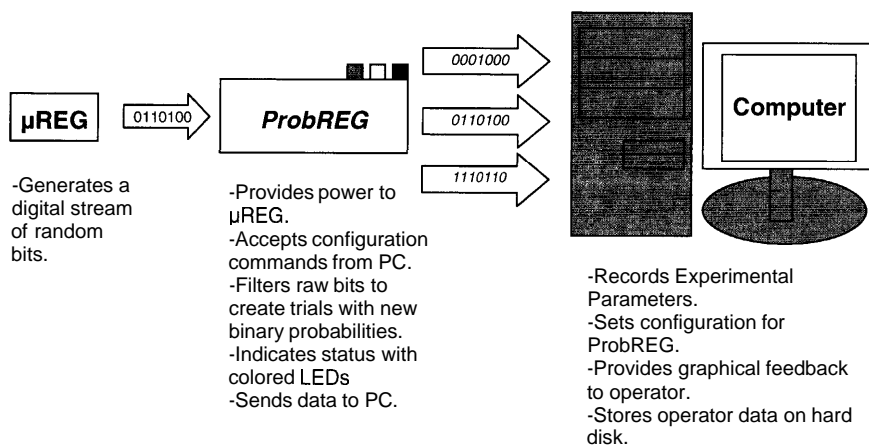 µREG
0110100
ProbREG
0001000
0110100
1110110
Computer
-Generates a
digital stream
of random
bits.
-Provides power to
µREG.
-Accepts configuration
commands from PC.
-Filters raw bits to
create trials with new
binary probabilities.
-Indicates status with
colored LEDs
-Sends data to PC.
-Records Experimental
Parameters.
-Sets configuration for
ProbREG.
-Provides graphical feedback
to operator.
-Stores operator data on hard
disk.